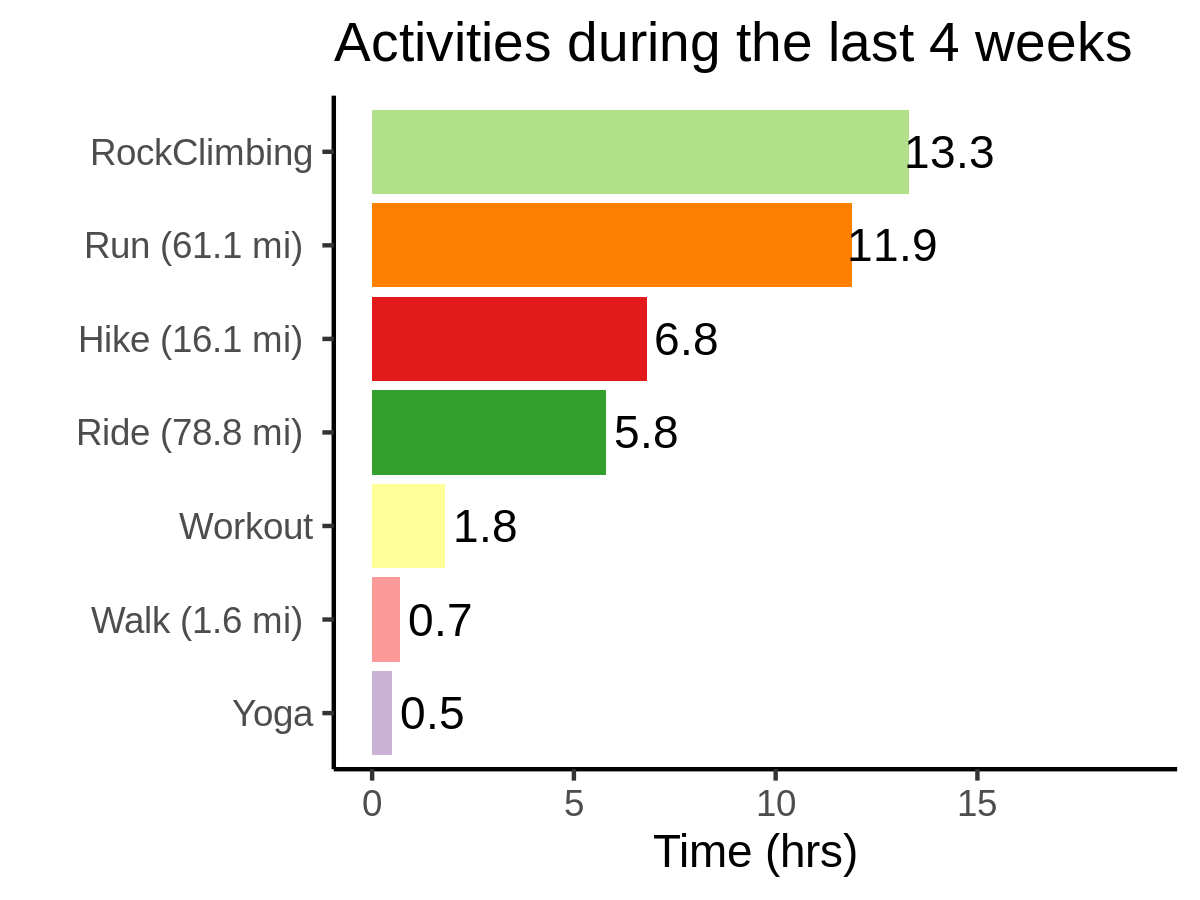 Activities during the last 4 weeks
RockClimbing 13.3
Run (61.1 mi) 11.9
Hike (16.1 mi) 6.8
Ride (78.8 mi) 5.8
Workout 1.8
Walk (1.6 mi) 0.7
Yoga 0.5
0 5 10 15
Time (hrs)